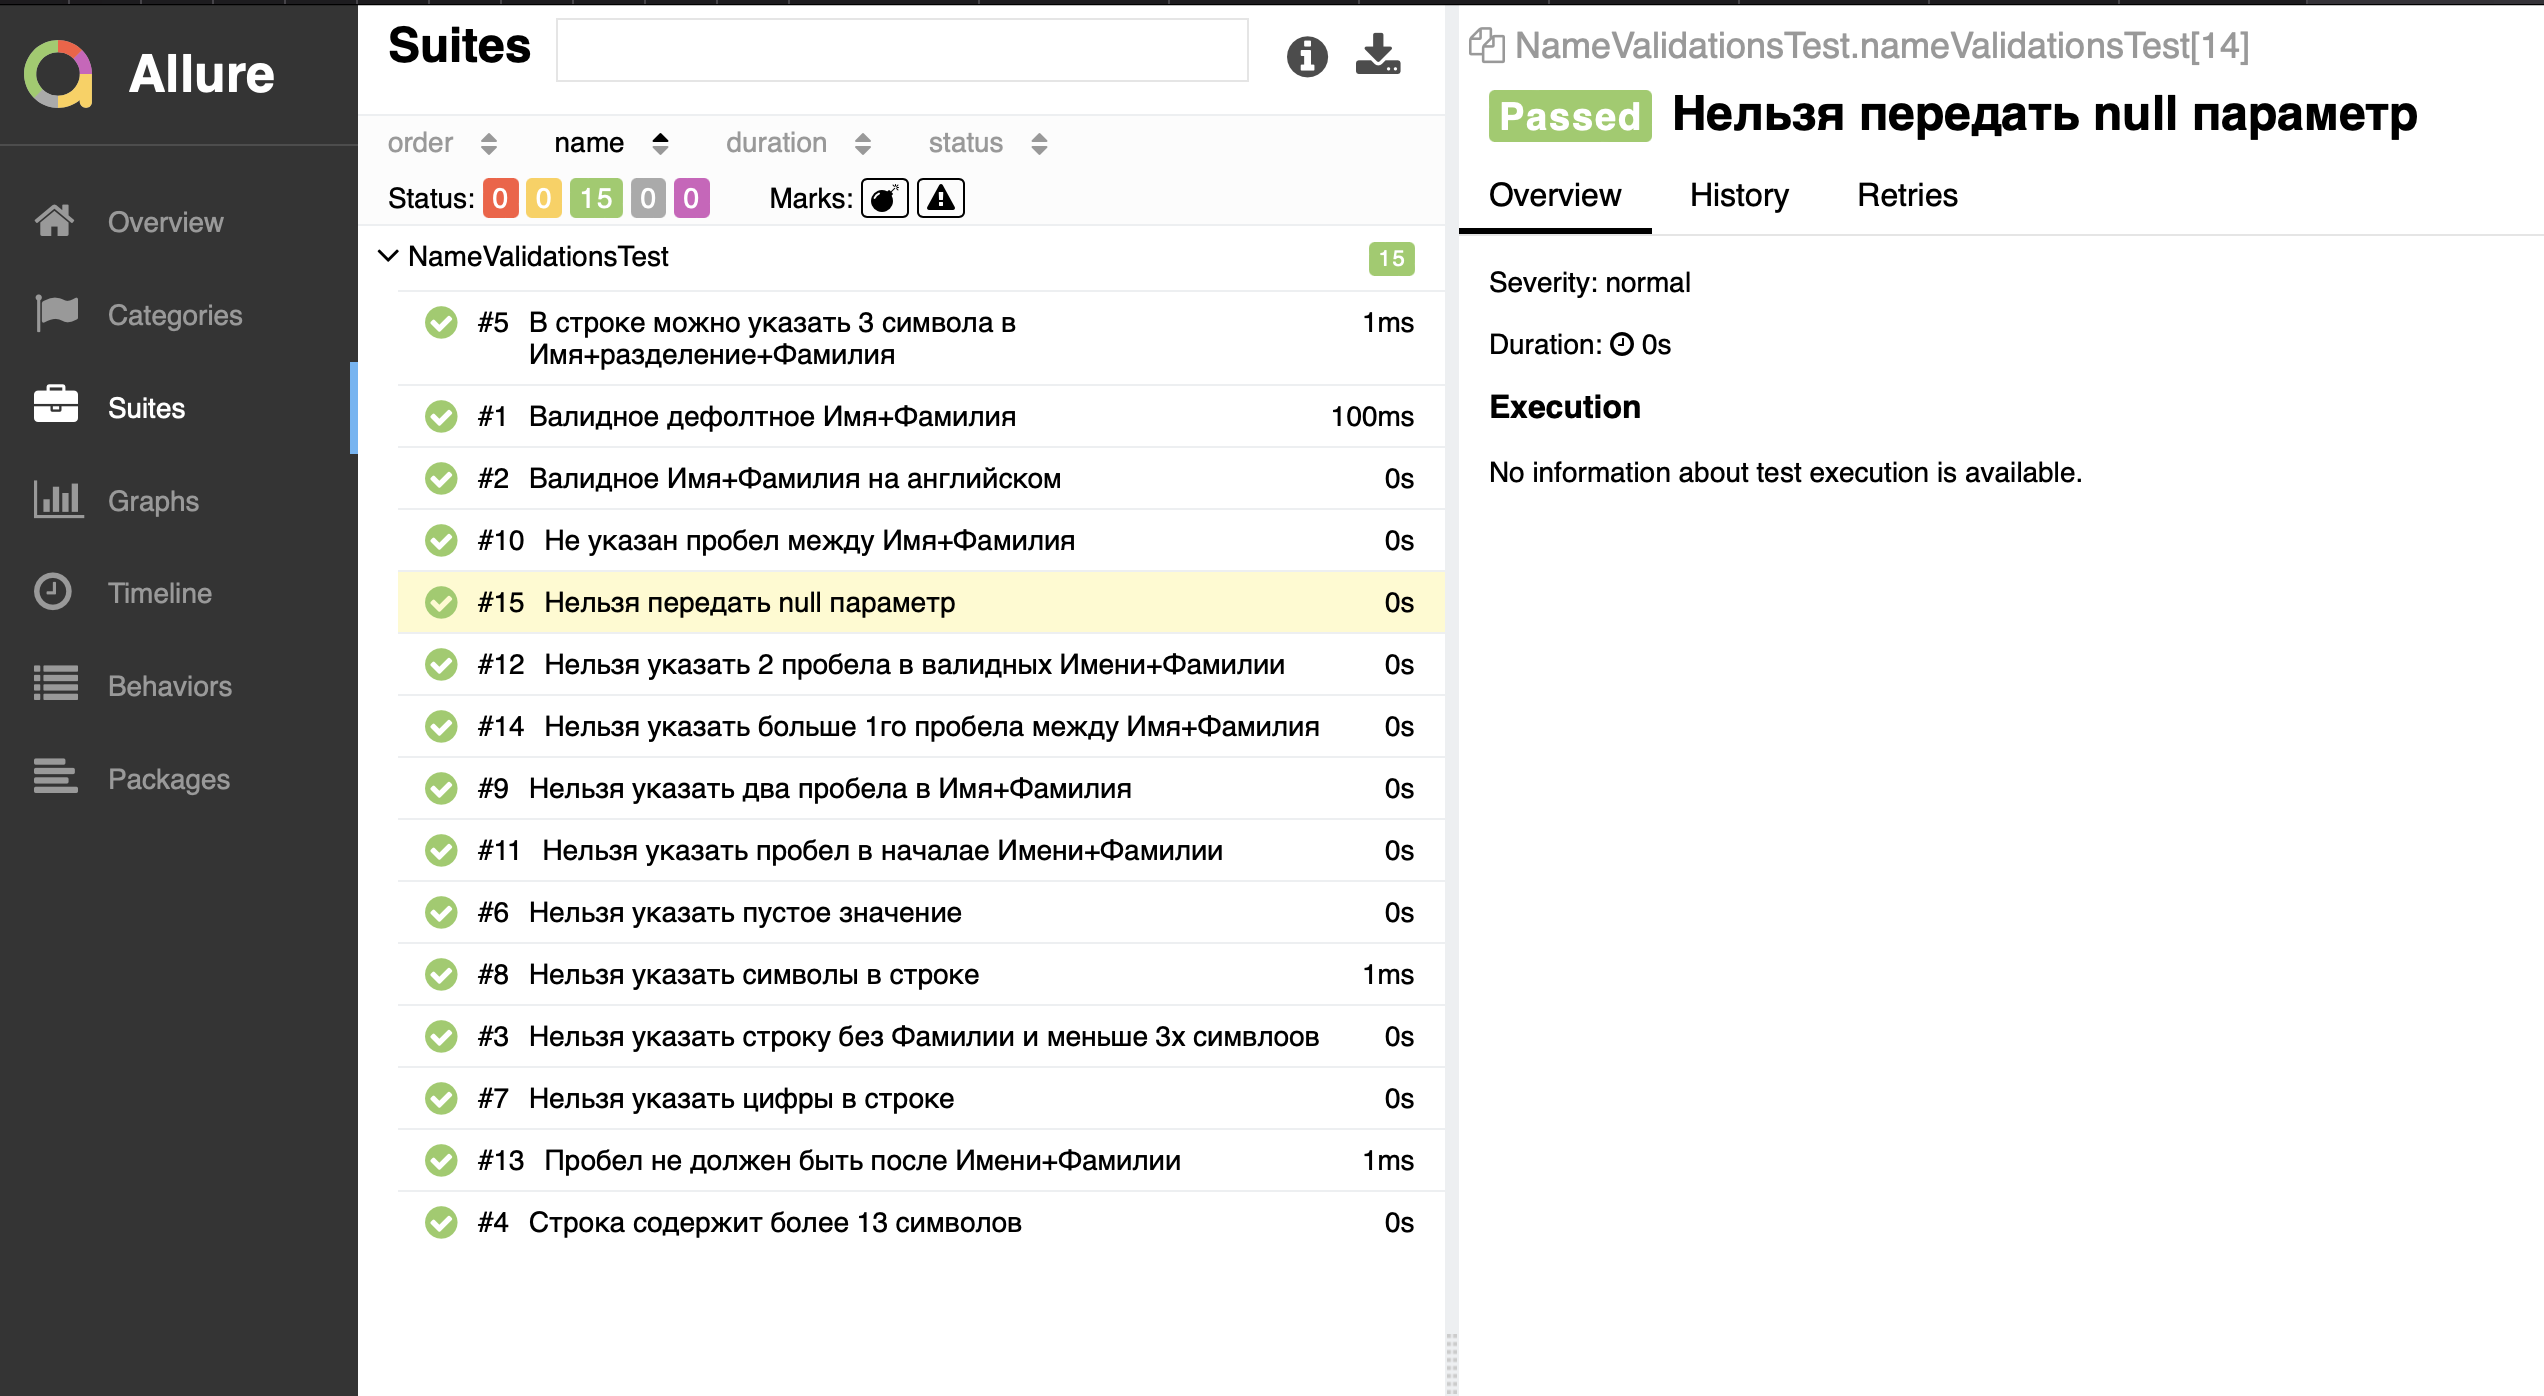 Allure
Overview
Categories
Suites
Graphs
Timeline
Behaviors
Packages
Suites
order name duration status
Status: 0 0 15 0 0 Marks:
NameValidationsTest 15
#5 В строке можно указать 3 символа в 1ms
Имя+разделение+Фамилия
#1 Валидное дефолтное Имя+Фамилия 100ms
#2 Валидное Имя+Фамилия на английском 0s
#10 Не указан пробел между Имя+Фамилия 0s
#15 Нельзя передать null параметр 0s
#12 Нельзя указать 2 пробела в валидных Имени+Фамилии 0s
#14 Нельзя указать больше 1го пробела между Имя+Фамилия 0s
#9 Нельзя указать два пробела в Имя+Фамилия 0s
#11 Нельзя указать пробел в началае Имени+Фамилии 0s
#6 Нельзя указать пустое значение 0s
#8 Нельзя указать символы в строке 1ms
#3 Нельзя указать строку без Фамилии и меньше 3х симвлоов 0s
#7 Нельзя указать цифры в строке 0s
#13 Пробел не должен быть после Имени+Фамилии 1ms
#4 Строка содержит более 13 символов 0s
NameValidationsTest.nameValidationsTest[14]
Passed Нельзя передать null параметр
Overview History Retries
Severity: normal
Duration: 0s
Execution
No information about test execution is available.